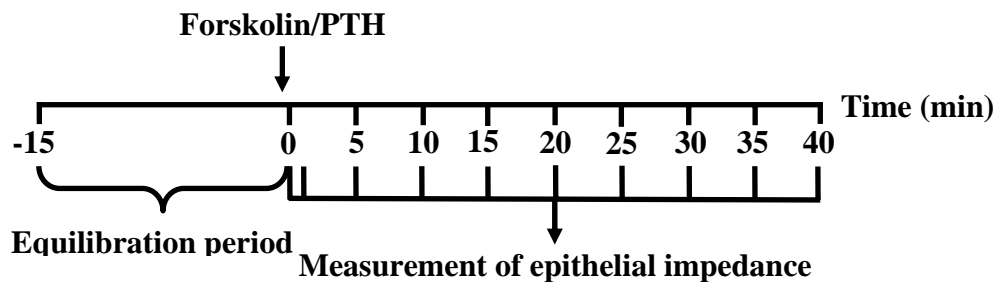 Forskolin/PTH
Time (min)
-15 0 5 10 15 20 25 30 35 40
Equilibration period
Measurement of epithelial impedance